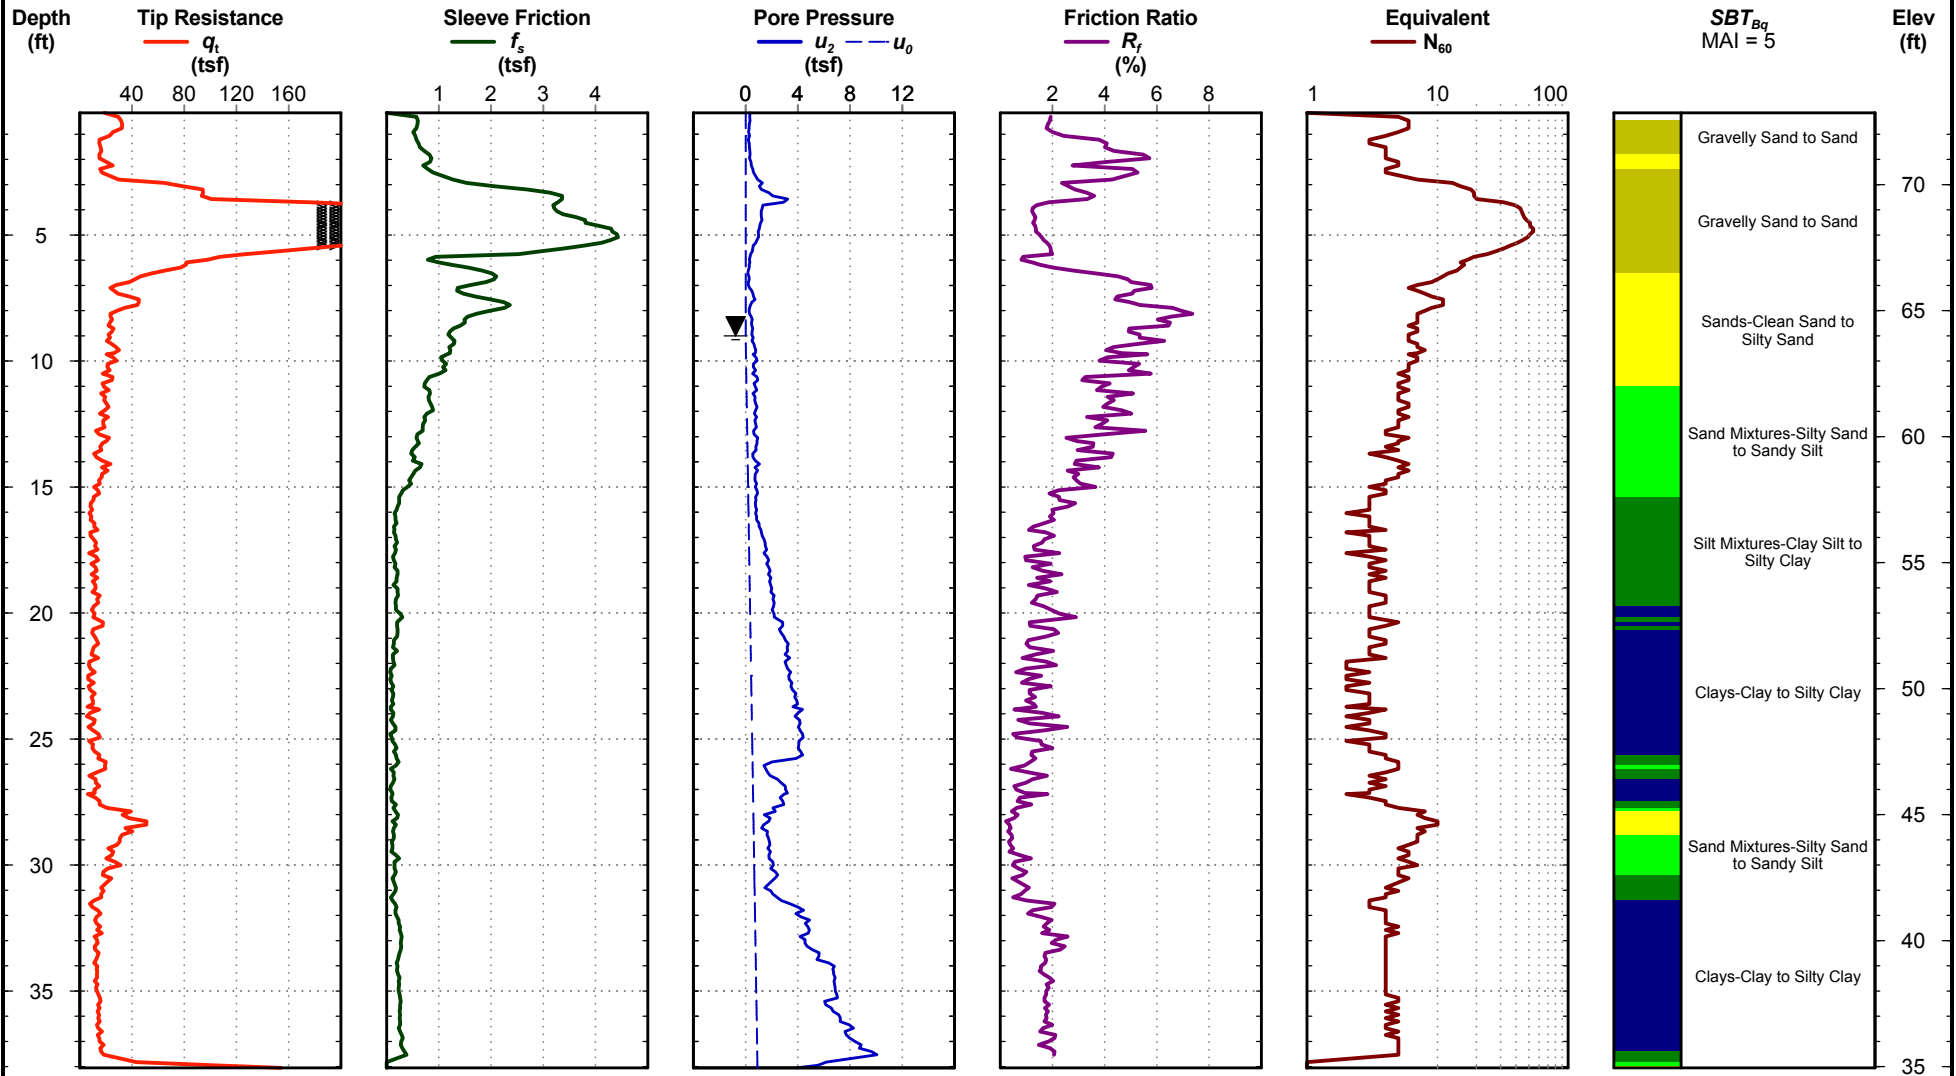 Depth
(ft)
Tip Resistance
qt
(tsf)
Sleeve Friction
fs
(tsf)
Pore Pressure
u2 u0
(tsf)
Friction Ratio
Rf
(%)
Equivalent
N60
SBTBq
MAI = 5
Elev
(ft)
40 80 120 160
1 2 3 4
0 4 8 12
2 4 6 8
1 10 100
5
10
15
20
25
30
35
Gravelly Sand to Sand
Gravelly Sand to Sand
Sands-Clean Sand to
Silty Sand
Sand Mixtures-Silty Sand
to Sandy Silt
Silt Mixtures-Clay Silt to
Silty Clay
Clays-Clay to Silty Clay
Sand Mixtures-Silty Sand
to Sandy Silt
Clays-Clay to Silty Clay
70
65
60
55
50
45
40
35